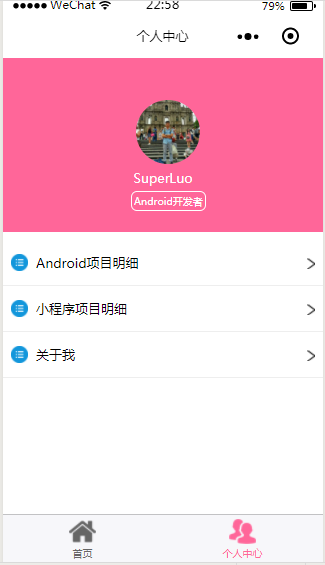 WeChat 22:58 79%
个人中心
SuperLuo
Android开发者
Android项目明细
小程序项目明细
关于我
首页 个人中心